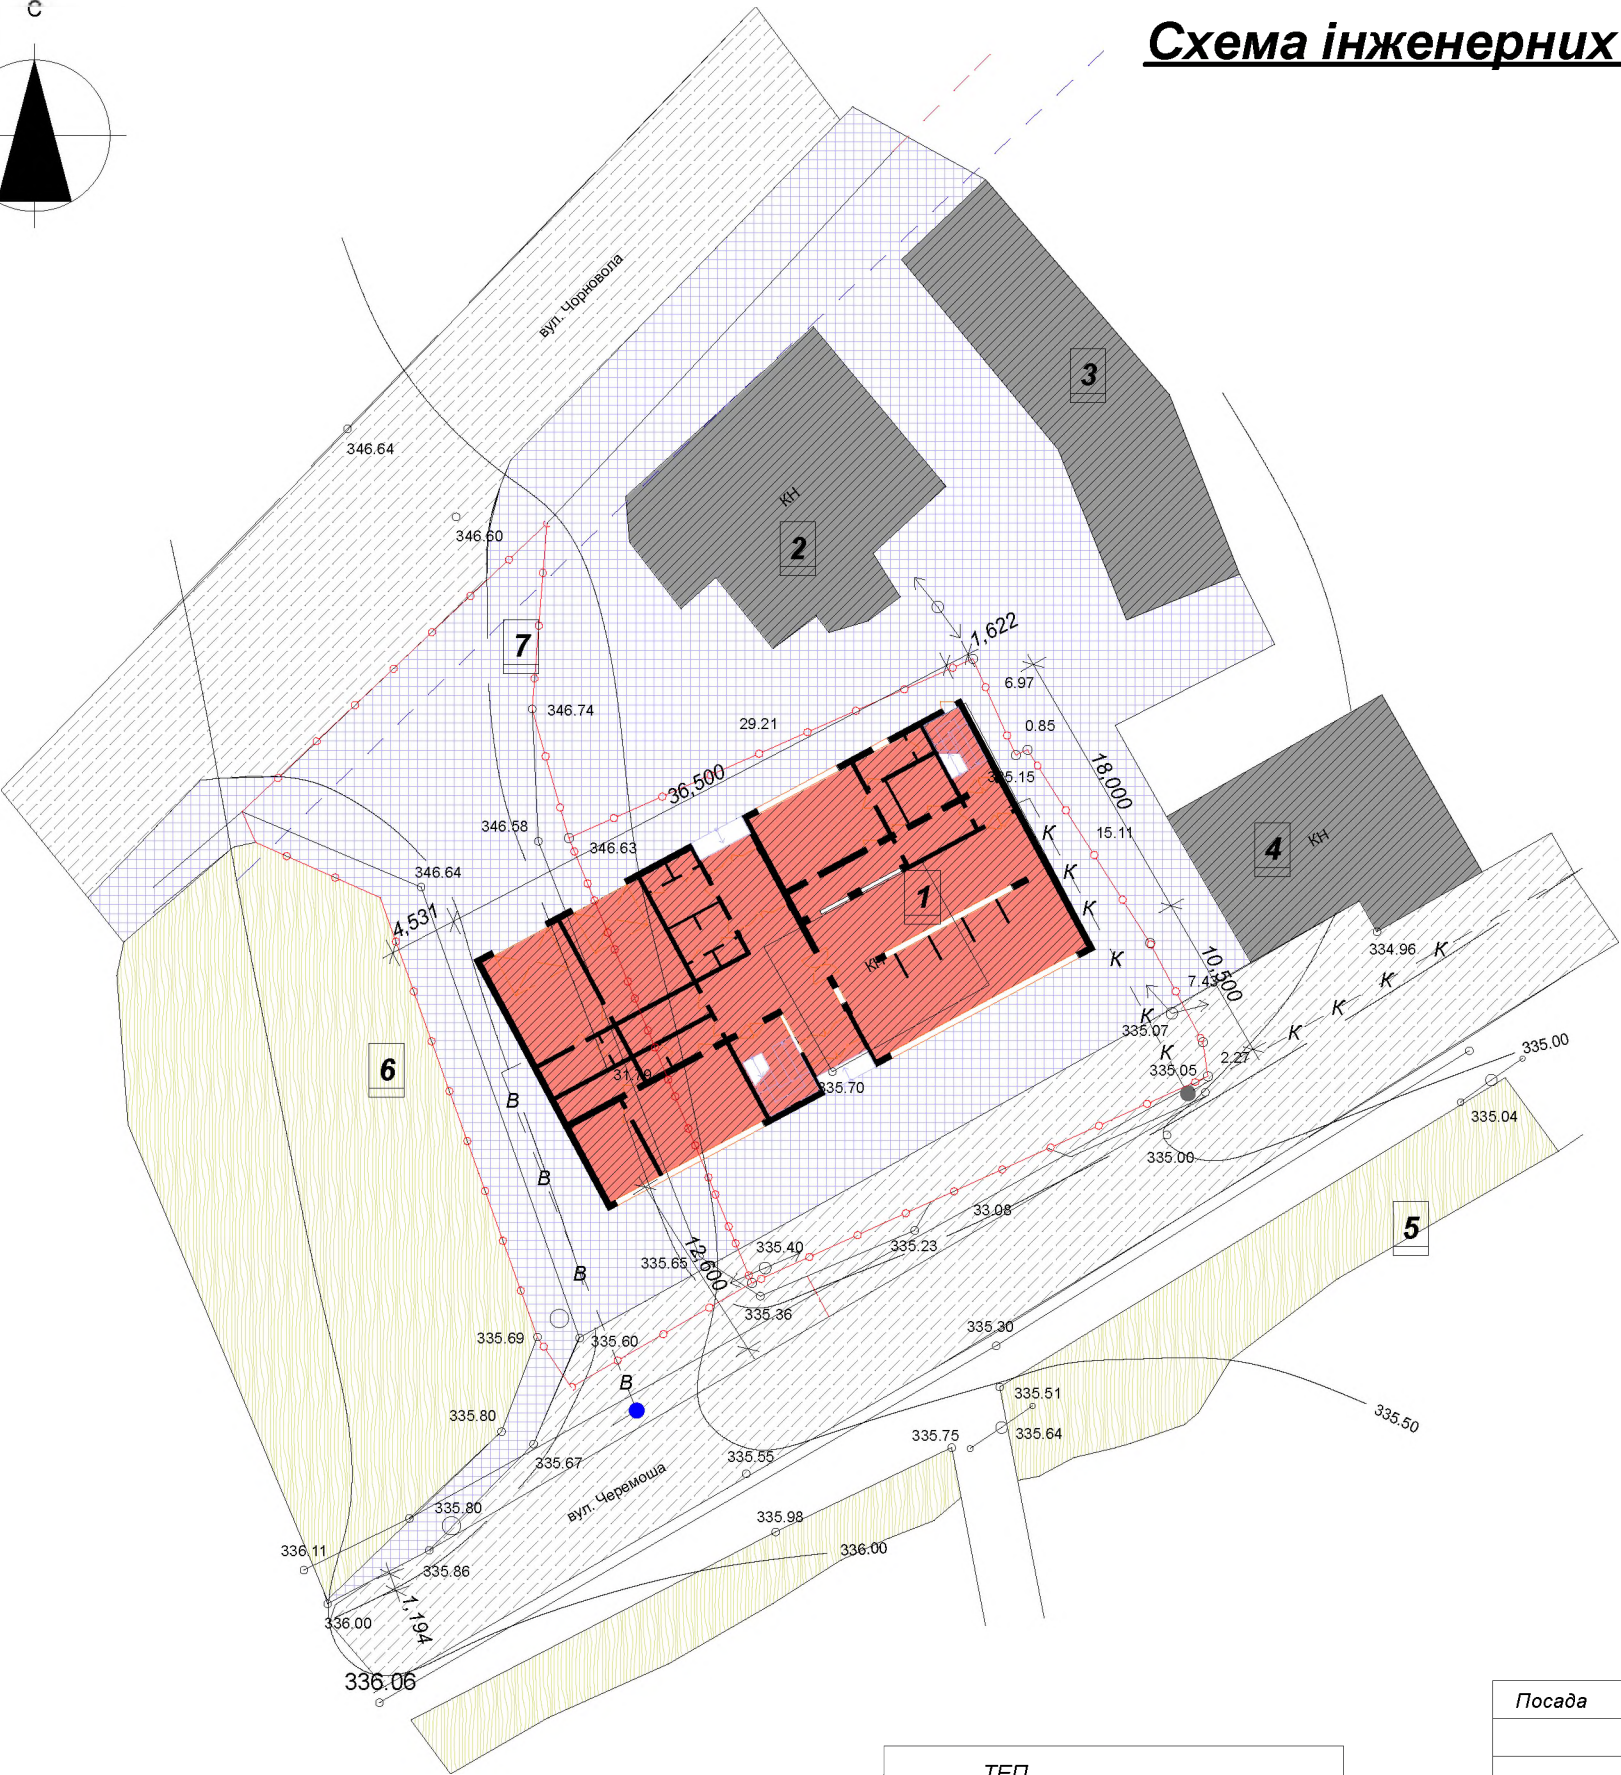 С
Схема інженерних
вул. Чорновола
346.64
346.60
КН
2
3
7
1,622
6.97
346.74
29.21
0.85
36,500
335.15
18,000
346.58
346.63
К
15.11
4
КН
346.64
К
1
4,531
К
334.96
К
КН
К
10,500
7.43
К
К
335.07
К
К
335.00
6
31.79
335.70
К
335.05
2.27
В
335.04
335.00
В
33.08
5
335.40
335.23
12,600
335.65
В
335.36
335.69
335.60
335.30
В
335.51
335.50
335.80
335.64
335.75
335.67
335.55
вул. Черемоша
335.80
335.98
336.11
336.00
335.86
1,194
336.00
336.06
Посада
ТЕП